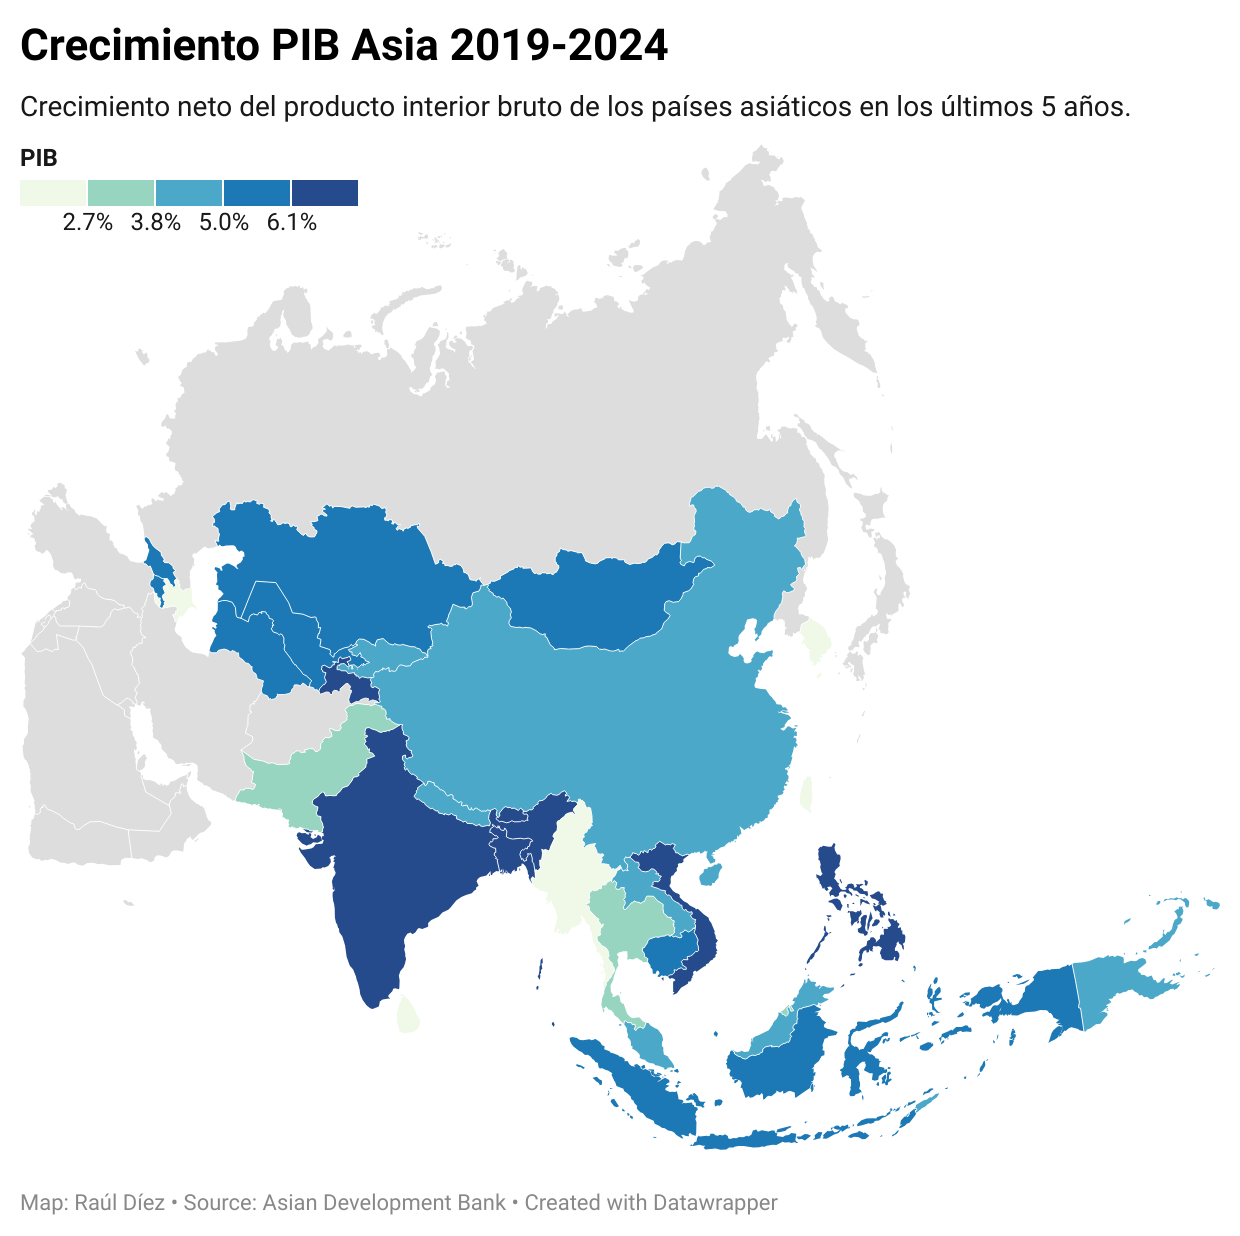 Crecimiento PIB Asia 2019-2024
Crecimiento neto del producto interior bruto de los países asiáticos en los últimos 5 años.
PIB
2.7% 3.8% 5.0% 6.1%
Map: Raúl Díez • Source: Asian Development Bank • Created with Datawrapper